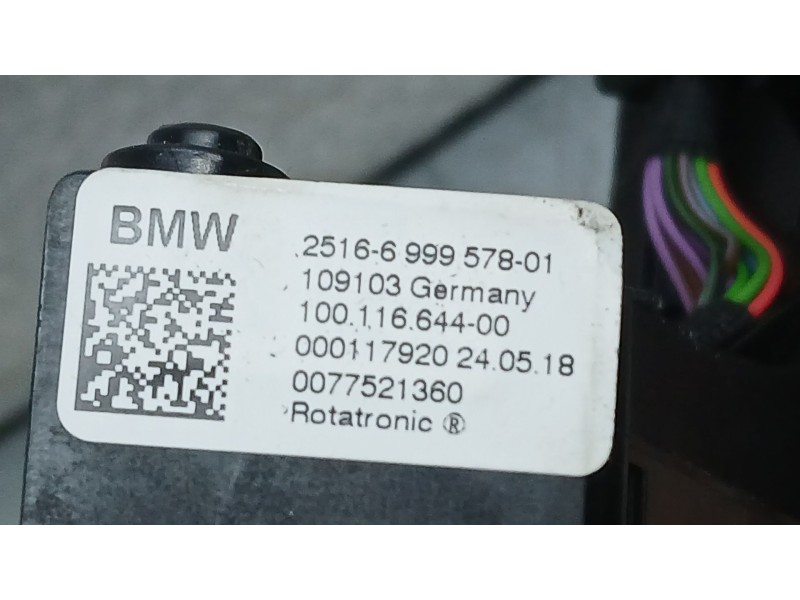 BMW
2516-6 999 578-01
109103 Germany
100.116.644-00
000117920 24.05.18
0077521360
Rotatronic ®